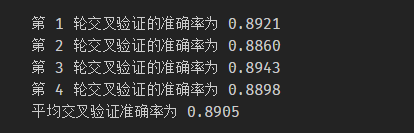 第 1 轮交叉验证的准确率为 0.8921
第 2 轮交叉验证的准确率为 0.8860
第 3 轮交叉验证的准确率为 0.8943
第 4 轮交叉验证的准确率为 0.8898
平均交叉验证准确率为 0.8905